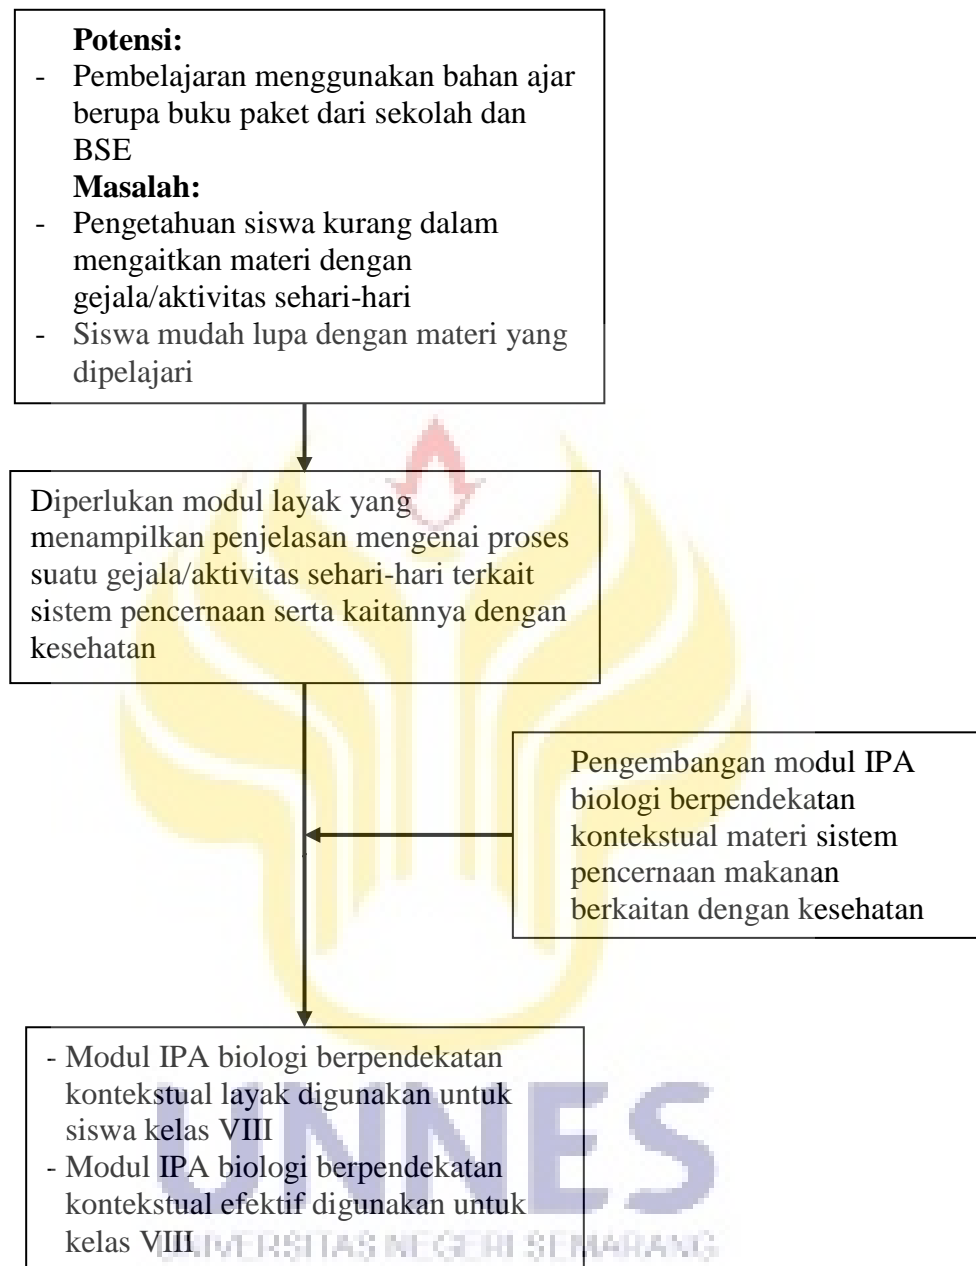 Potensi:
- Pembelajaran menggunakan bahan ajar
berupa buku paket dari sekolah dan
BSE
Masalah:
- Pengetahuan siswa kurang dalam
mengaitkan materi dengan
gejala/aktivitas sehari-hari
- Siswa mudah lupa dengan materi yang
dipelajari
Diperlukan modul layak yang
menampilkan penjelasan mengenai proses
suatu gejala/aktivitas sehari-hari terkait
sistem pencernaan serta kaitannya dengan
kesehatan
Pengembangan modul IPA
biologi berpendekatan
kontekstual materi sistem
pencernaan makanan
berkaitan dengan kesehatan
- Modul IPA biologi berpendekatan
kontekstual layak digunakan untuk
siswa kelas VIII
- Modul IPA biologi berpendekatan
kontekstual efektif digunakan untuk
kelas VIII
UNNES
UNIVERSITAS NEGERI SEMARANG